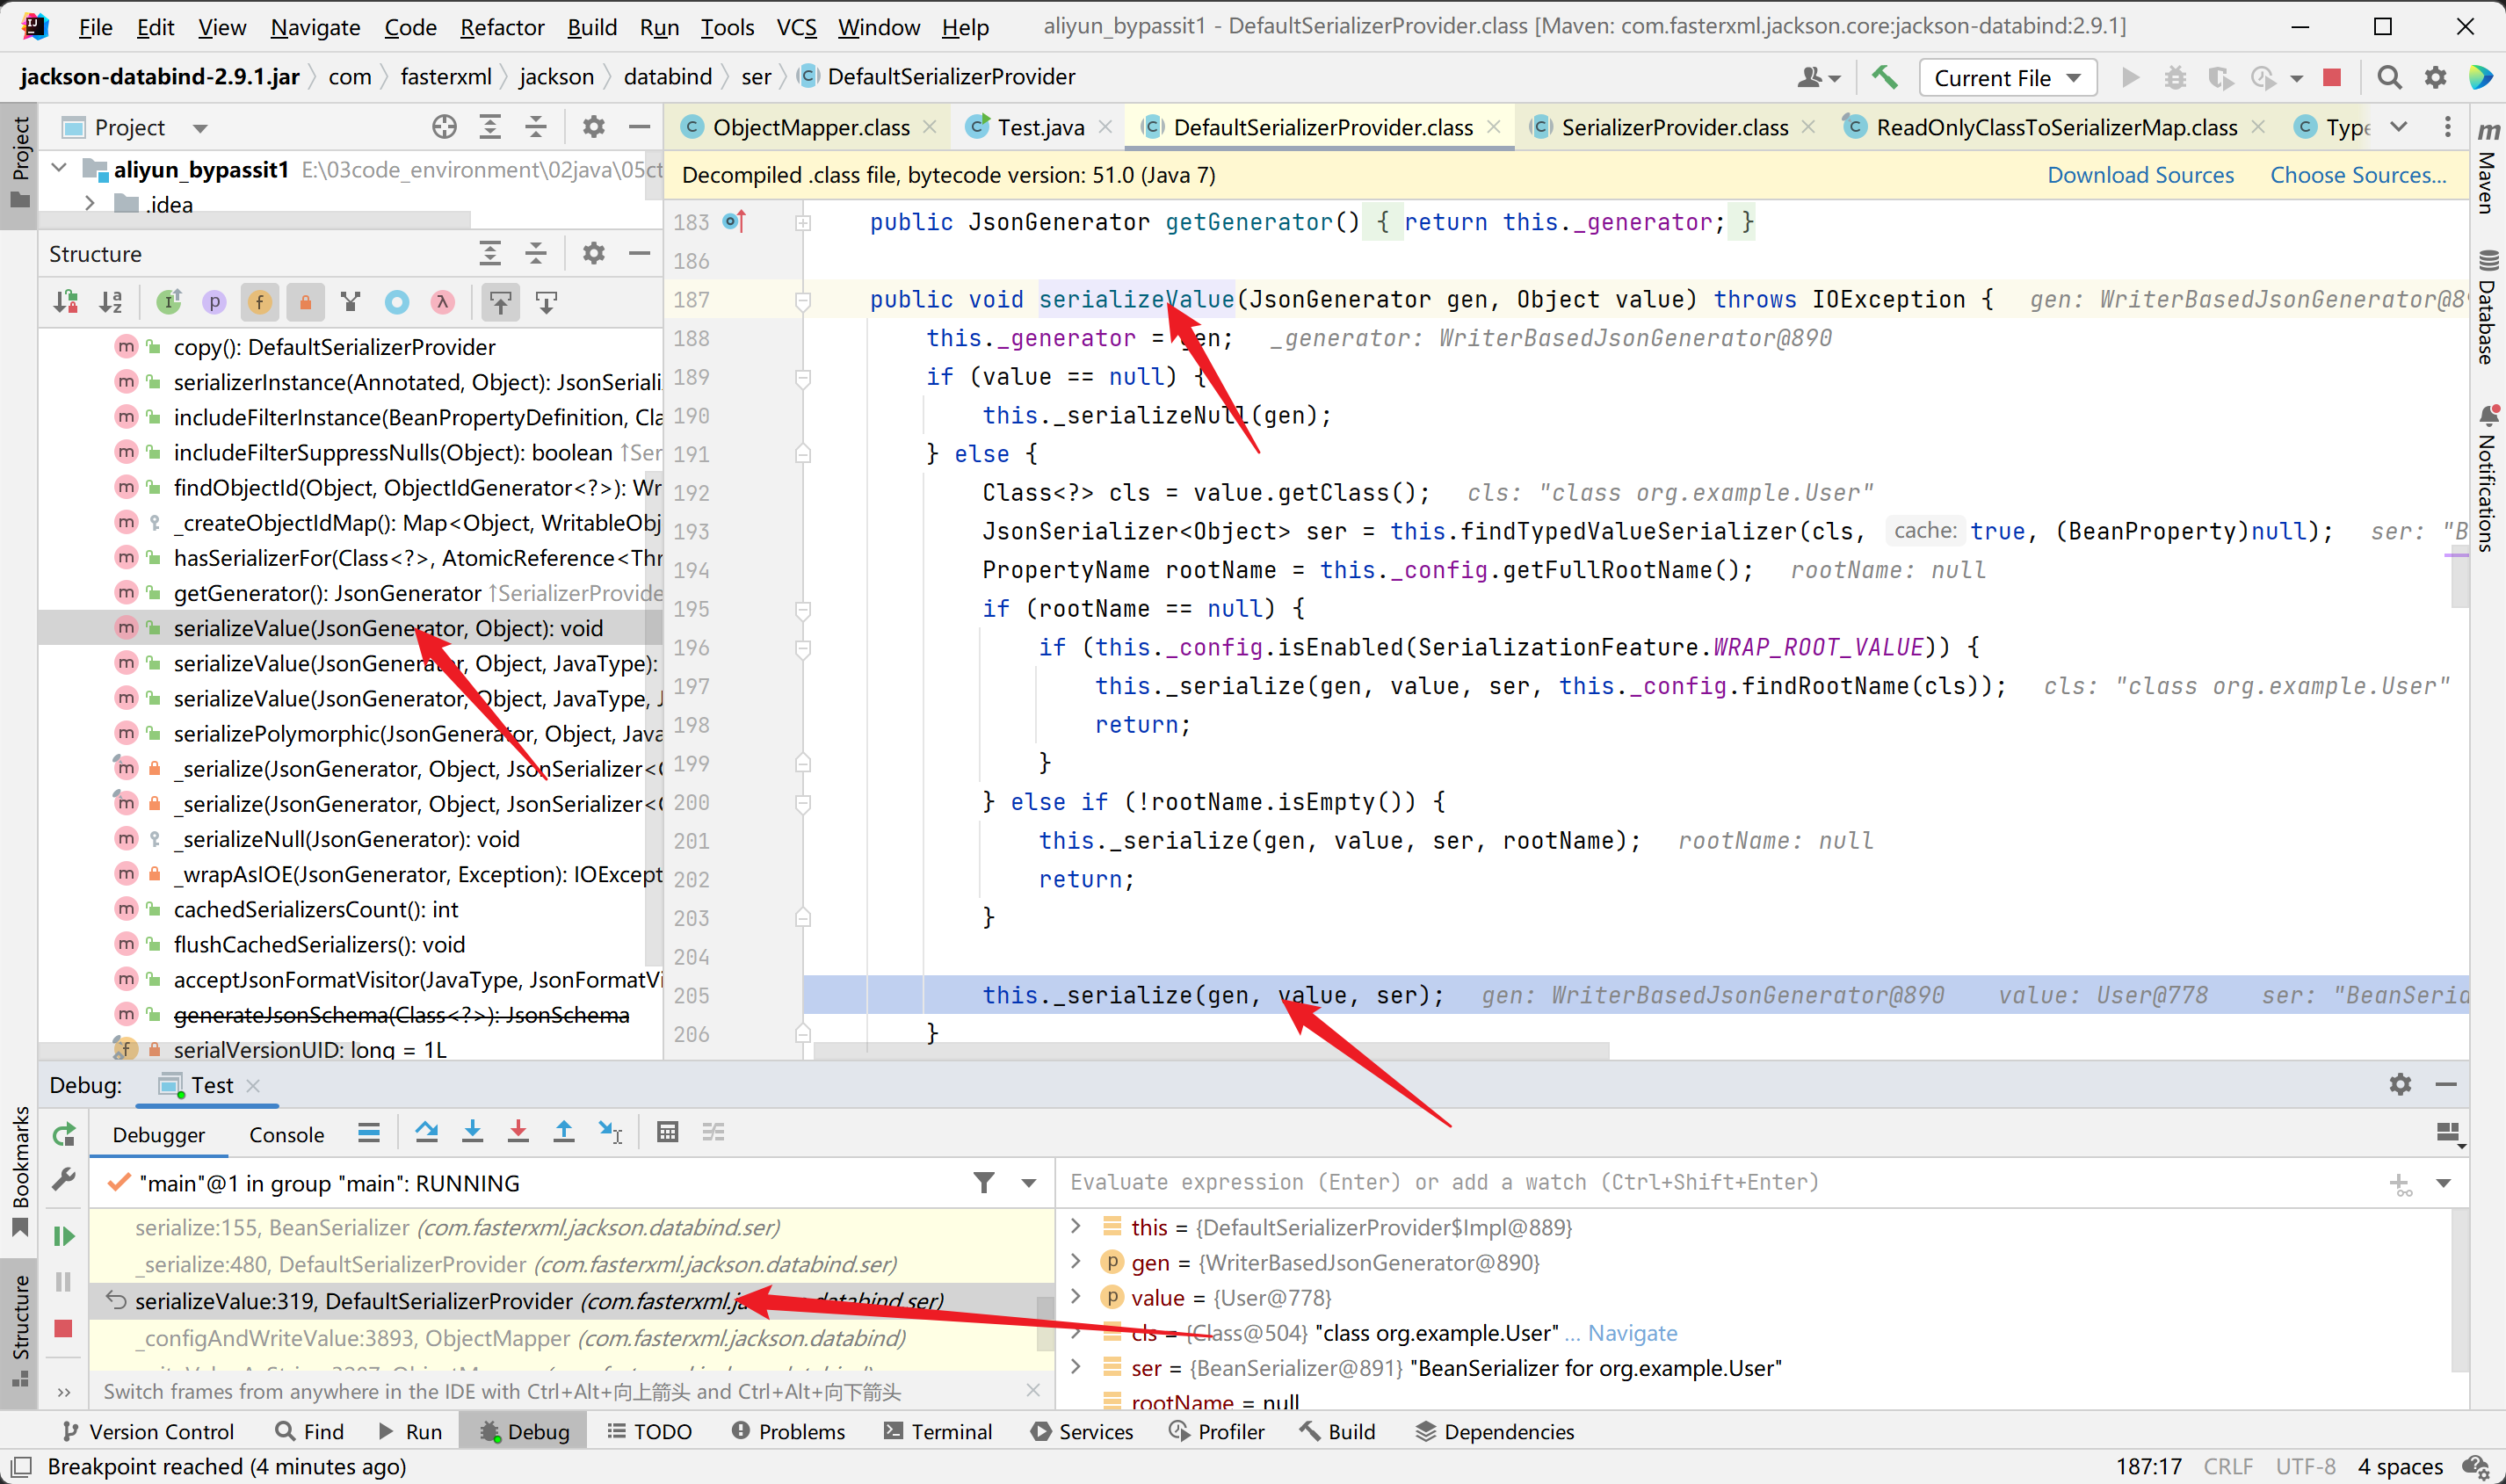 File Edit View Navigate Code Refactor Build Run Tools VCS Window Help aliyun_bypassit1 - DefaultSerializerProvider.class [Maven: com.fasterxml.jackson.core:jackson-databind:2.9.1]
jackson-databind-2.9.1.jar com fasterxml jackson databind ser DefaultSerializerProvider Current File
Project
ObjectMapper.class Test.java DefaultSerializerProvider.class SerializerProvider.class ReadOnlyClassToSerializerMap.class Type
aliyun_bypassit1 E:\03code_environment\02java\05ct
.idea
Decompiled .class file, bytecode version: 51.0 (Java 7) Download Sources Choose Sources...
Structure
copy(): DefaultSerializerProvider
serializerInstance(Annotated, Object): JsonSeriali
includeFilterInstance(BeanPropertyDefinition, Cla
includeFilterSuppressNulls(Object): boolean ↑Ser
findObjectId(Object, ObjectIdGenerator<?>): Wr
_createObjectIdMap(): Map<Object, WritableObj
hasSerializerFor(Class<?>, AtomicReference<Thr
getGenerator(): JsonGenerator ↑SerializerProvide
serializeValue(JsonGenerator, Object): void
serializeValue(JsonGenerator, Object, JavaType):
serializeValue(JsonGenerator, Object, JavaType, J
serializePolymorphic(JsonGenerator, Object, Java
_serialize(JsonGenerator, Object, JsonSerializer<O
_serialize(JsonGenerator, Object, JsonSerializer<O
_serializeNull(JsonGenerator): void
_wrapAsIOE(JsonGenerator, Exception): IOExcept
cachedSerializersCount(): int
flushCachedSerializers(): void
acceptJsonFormatVisitor(JavaType, JsonFormatVi
generateJsonSchema(Class<?>): JsonSchema
serialVersionUID: long = 1L
183 public JsonGenerator getGenerator() { return this._generator; }
186
187 public void serializeValue(JsonGenerator gen, Object value) throws IOException { gen: WriterBasedJsonGenerator@89
188 this._generator = gen; _generator: WriterBasedJsonGenerator@890
189 if (value == null) {
190 this._serializeNull(gen);
191 } else {
192 Class<?> cls = value.getClass(); cls: "class org.example.User"
193 JsonSerializer<Object> ser = this.findTypedValueSerializer(cls, cache: true, (BeanProperty)null); ser: "B
194 PropertyName rootName = this._config.getFullRootName(); rootName: null
195 if (rootName == null) {
196 if (this._config.isEnabled(SerializationFeature.WRAP_ROOT_VALUE)) {
197 this._serialize(gen, value, ser, this._config.findRootName(cls)); cls: "class org.example.User"
198 return;
199 }
200 } else if (!rootName.isEmpty()) {
201 this._serialize(gen, value, ser, rootName); rootName: null
202 return;
203 }
204
205 this._serialize(gen, value, ser); gen: WriterBasedJsonGenerator@890 value: User@778 ser: "BeanSeria
206 }
Project
Bookmarks
Structure
Maven
Database
Notifications
Debug: Test
Debugger Console
"main"@1 in group "main": RUNNING
serialize:155, BeanSerializer (com.fasterxml.jackson.databind.ser)
_serialize:480, DefaultSerializerProvider (com.fasterxml.jackson.databind.ser)
serializeValue:319, DefaultSerializerProvider (com.fasterxml.jackson.databind.ser)
_configAndWriteValue:3893, ObjectMapper (com.fasterxml.jackson.databind)
Switch frames from anywhere in the IDE with Ctrl+Alt+向上箭头 and Ctrl+Alt+向下箭头
Evaluate expression (Enter) or add a watch (Ctrl+Shift+Enter)
this = {DefaultSerializerProvider$Impl@889}
gen = {WriterBasedJsonGenerator@890}
value = {User@778}
cls = {Class@504} "class org.example.User" ... Navigate
ser = {BeanSerializer@891} "BeanSerializer for org.example.User"
rootName = null
Version Control Find Run Debug TODO Problems Terminal Services Profiler Build Dependencies
Breakpoint reached (4 minutes ago) 187:17 CRLF UTF-8 4 spaces